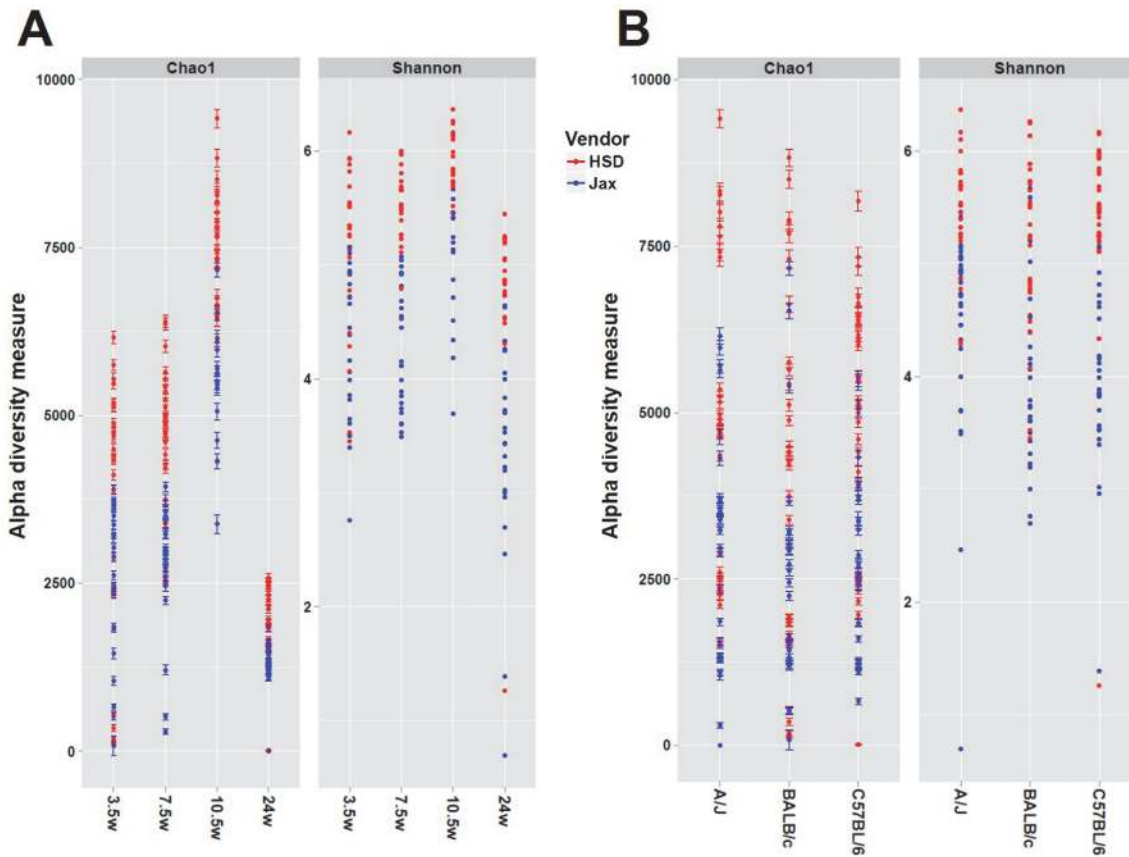 A
B
Chao1
Shannon
Chao1
Shannon
Alpha diversity measure
10000
7500
5000
2500
0
6
4
2
3.5w
7.5w
10.5w
24w
3.5w
7.5w
10.5w
24w
Vendor
HSD
Jax
Alpha diversity measure
10000
7500
5000
2500
0
6
4
2
A/J
BALB/c
C57BL/6
A/J
BALB/c
C57BL/6